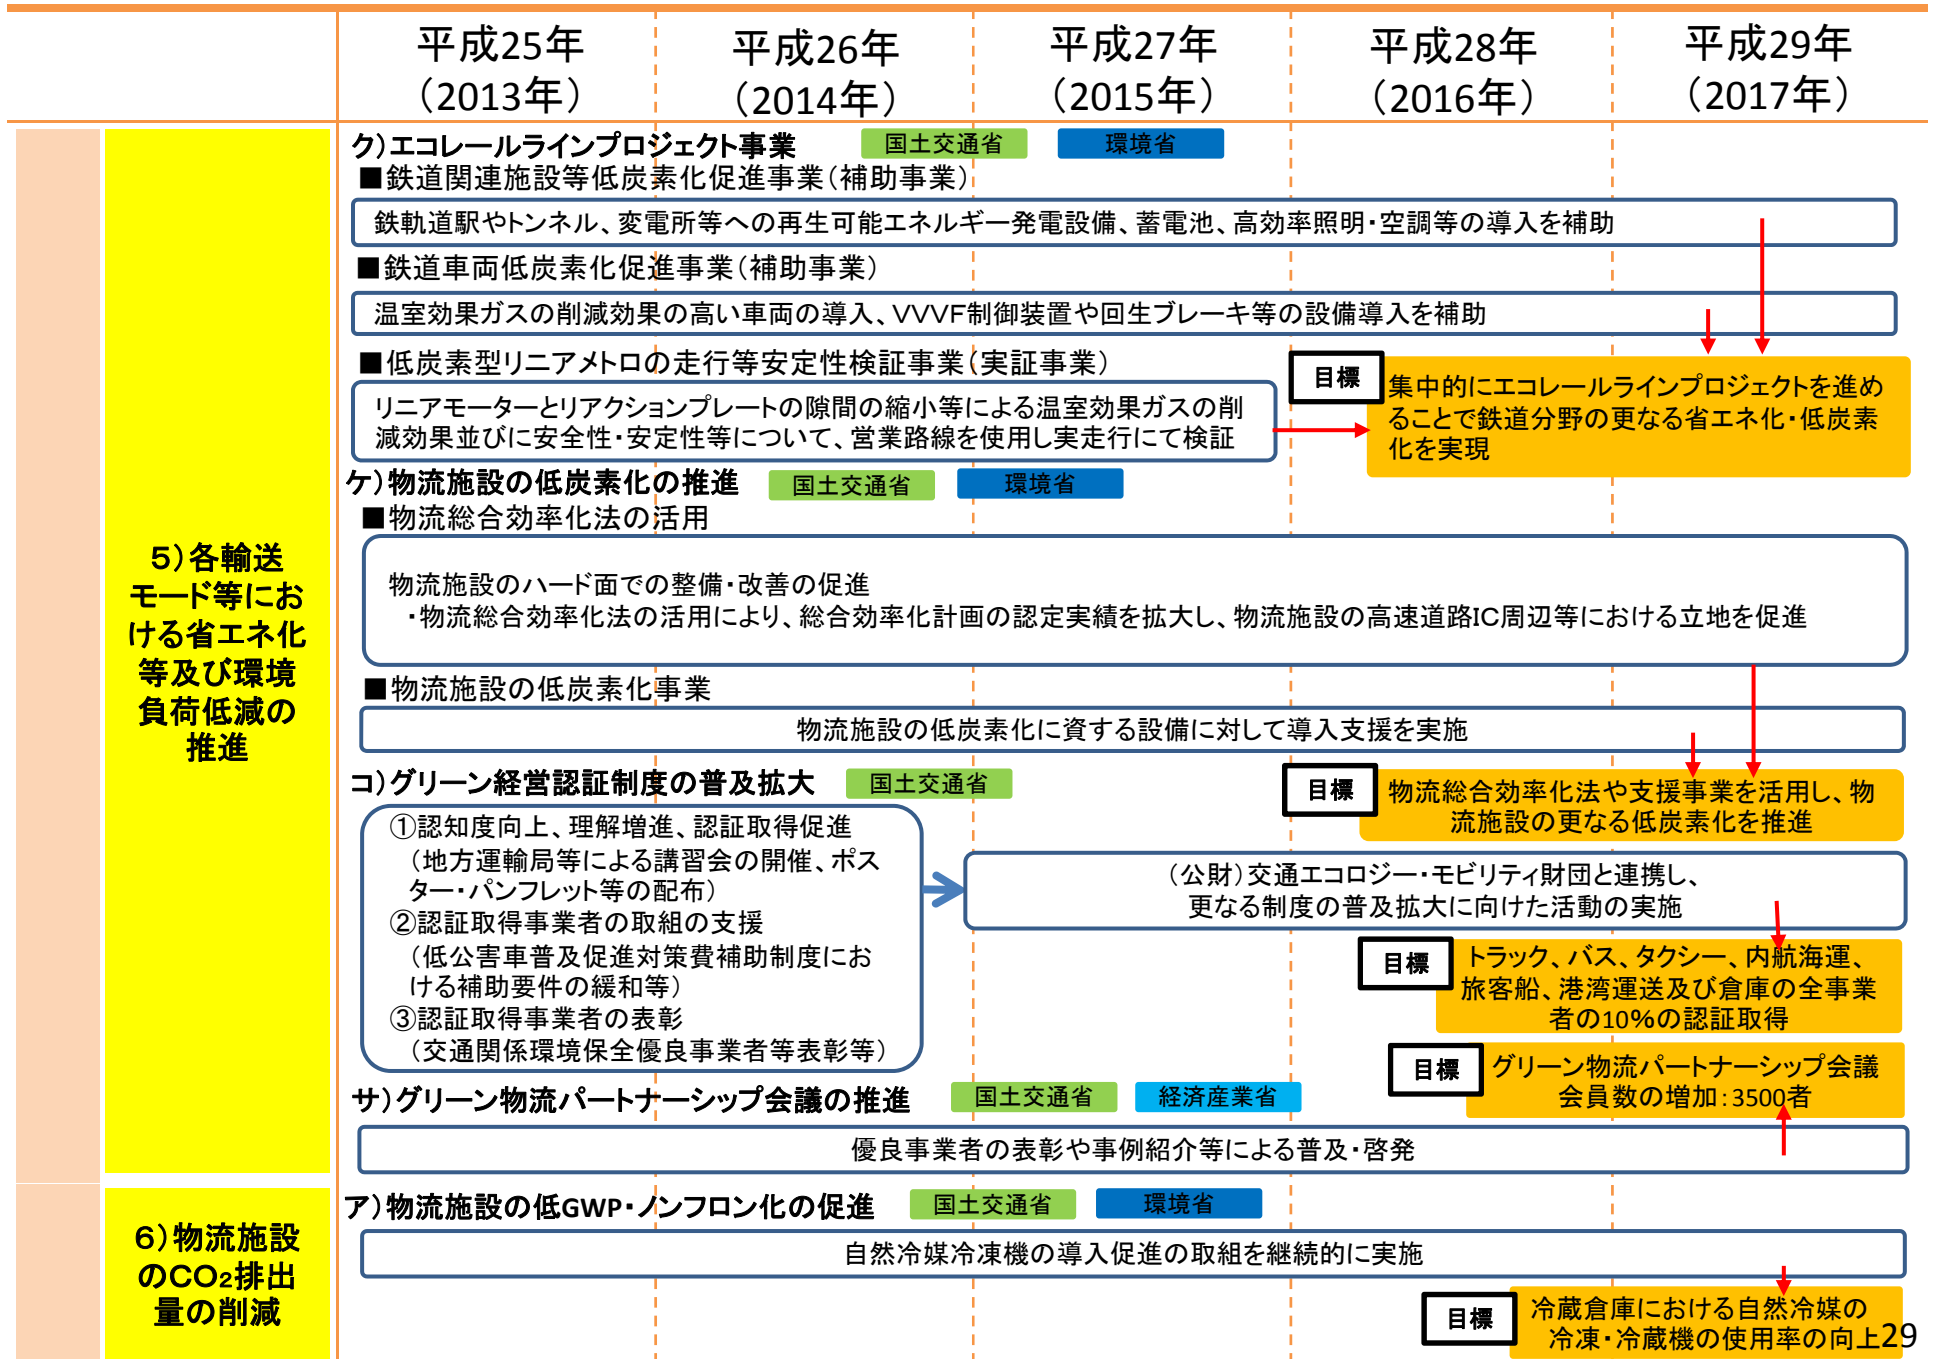 平成25年
（2013年）
平成26年
（2014年）
平成27年
（2015年）
平成28年
（2016年）
平成29年
（2017年）
5）各輸送
モード等にお
ける省エネ化
等及び環境
負荷低減の
推進
ク）エコレールラインプロジェクト事業
国土交通省
環境省
■鉄道関連施設等低炭素化促進事業（補助事業）
鉄軌道駅やトンネル、変電所等への再生可能エネルギー発電設備、蓄電池、高効率照明・空調等の導入を補助
■鉄道車両低炭素化促進事業（補助事業）
温室効果ガスの削減効果の高い車両の導入、VVVF制御装置や回生ブレーキ等の設備導入を補助
■低炭素型リニアメトロの走行等安定性検証事業（実証事業）
リニアモーターとリアクションプレートの隙間の縮小等による温室効果ガスの削
減効果並びに安全性・安定性等について、営業路線を使用し実走行にて検証
目標
集中的にエコレールラインプロジェクトを進め
ることで鉄道分野の更なる省エネ化・低炭素
化を実現
ケ）物流施設の低炭素化の推進
国土交通省
環境省
■物流総合効率化法の活用
物流施設のハード面での整備・改善の促進
・物流総合効率化法の活用により、総合効率化計画の認定実績を拡大し、物流施設の高速道路IC周辺等における立地を促進
■物流施設の低炭素化事業
物流施設の低炭素化に資する設備に対して導入支援を実施
目標
物流総合効率化法や支援事業を活用し、物
流施設の更なる低炭素化を推進
コ）グリーン経営認証制度の普及拡大
国土交通省
①認知度向上、理解増進、認証取得促進
（地方運輸局等による講習会の開催、ポス
ター・パンフレット等の配布）
②認証取得事業者の取組の支援
（低公害車普及促進対策費補助制度にお
ける補助要件の緩和等）
③認証取得事業者の表彰
（交通関係環境保全優良事業者等表彰等）
（公財）交通エコロジー・モビリティ財団と連携し、
更なる制度の普及拡大に向けた活動の実施
目標
トラック、バス、タクシー、内航海運、
旅客船、港湾運送及び倉庫の全事業
者の10％の認証取得
目標
グリーン物流パートナーシップ会議
会員数の増加：3500者
サ）グリーン物流パートナーシップ会議の推進
国土交通省
経済産業省
優良事業者の表彰や事例紹介等による普及・啓発
6）物流施設
のCO2排出
量の削減
ア）物流施設の低GWP・ノンフロン化の促進
国土交通省
環境省
自然冷媒冷凍機の導入促進の取組を継続的に実施
目標
冷蔵倉庫における自然冷媒の
冷凍・冷蔵機の使用率の向上
29